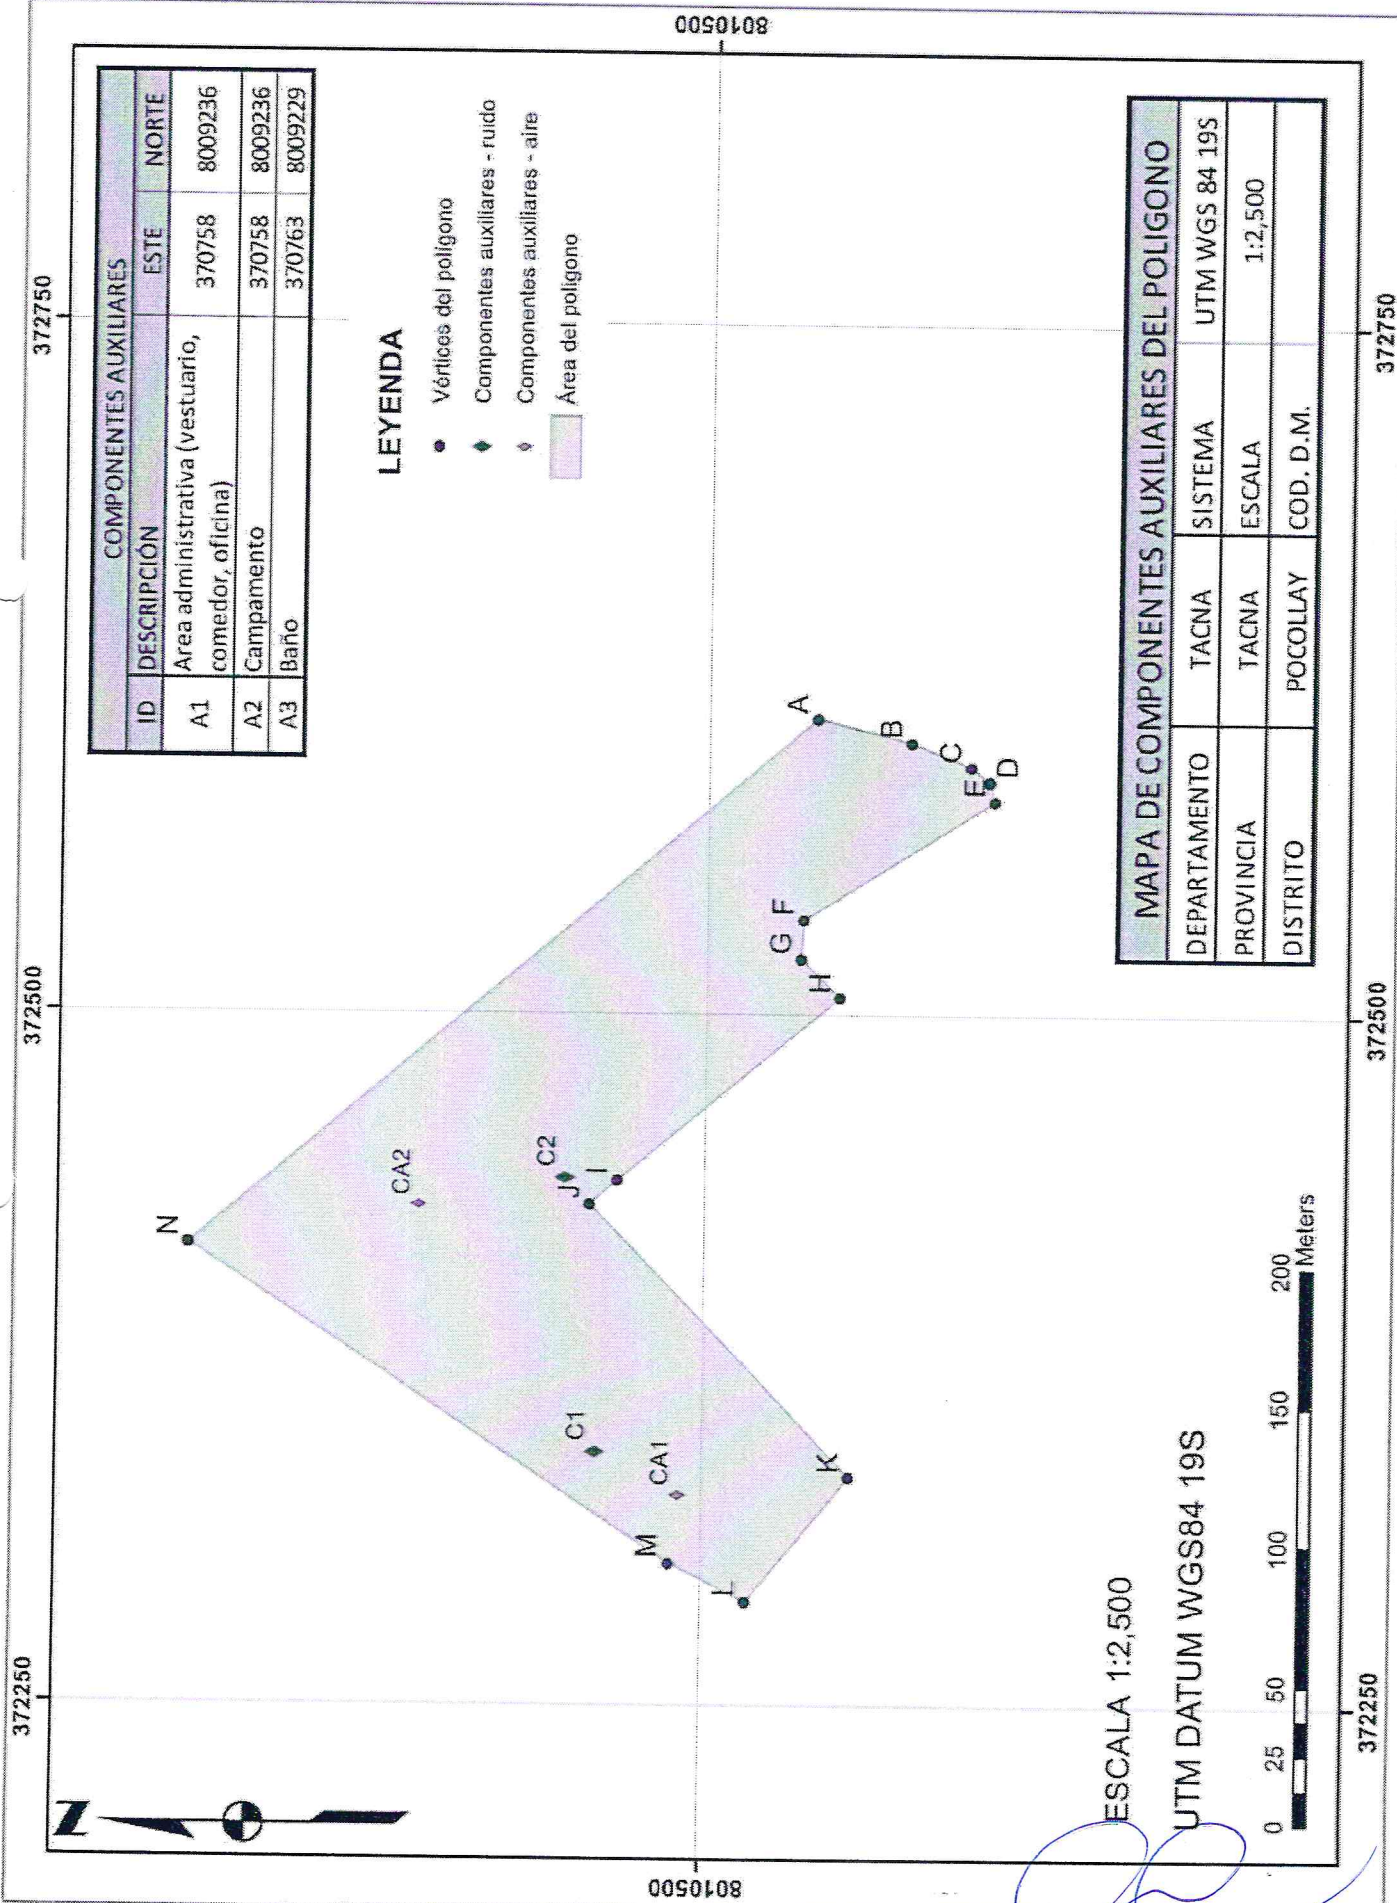 372250
372500
372750
8010500
N
COMPONENTES AUXILIARES
ID DESCRIPCIÓN ESTE NORTE
A1 Area administrativa (vestuario, comedor, oficina) 370758 8009236
A2 Campamento 370758 8009236
A3 Baño 370763 8009229
LEYENDA
Vértices del polígono
Componentes auxiliares - ruido
Componentes auxiliares - aire
Área del polígono
N
CA2
C2
J
I
C1
CA1
M
L
K
A
B
C
E
D
F
G
H
MAPA DE COMPONENTES AUXILIARES DEL POLIGONO
DEPARTAMENTO TACNA SISTEMA UTM WGS 84 19S
PROVINCIA TACNA ESCALA 1:2,500
DISTRITO POCOLLAY COD. D.M.
ESCALA 1:2,500
UTM DATUM WGS84 19S
0 25 50 100 150 200
Meters
8010500
372250
372500
372750